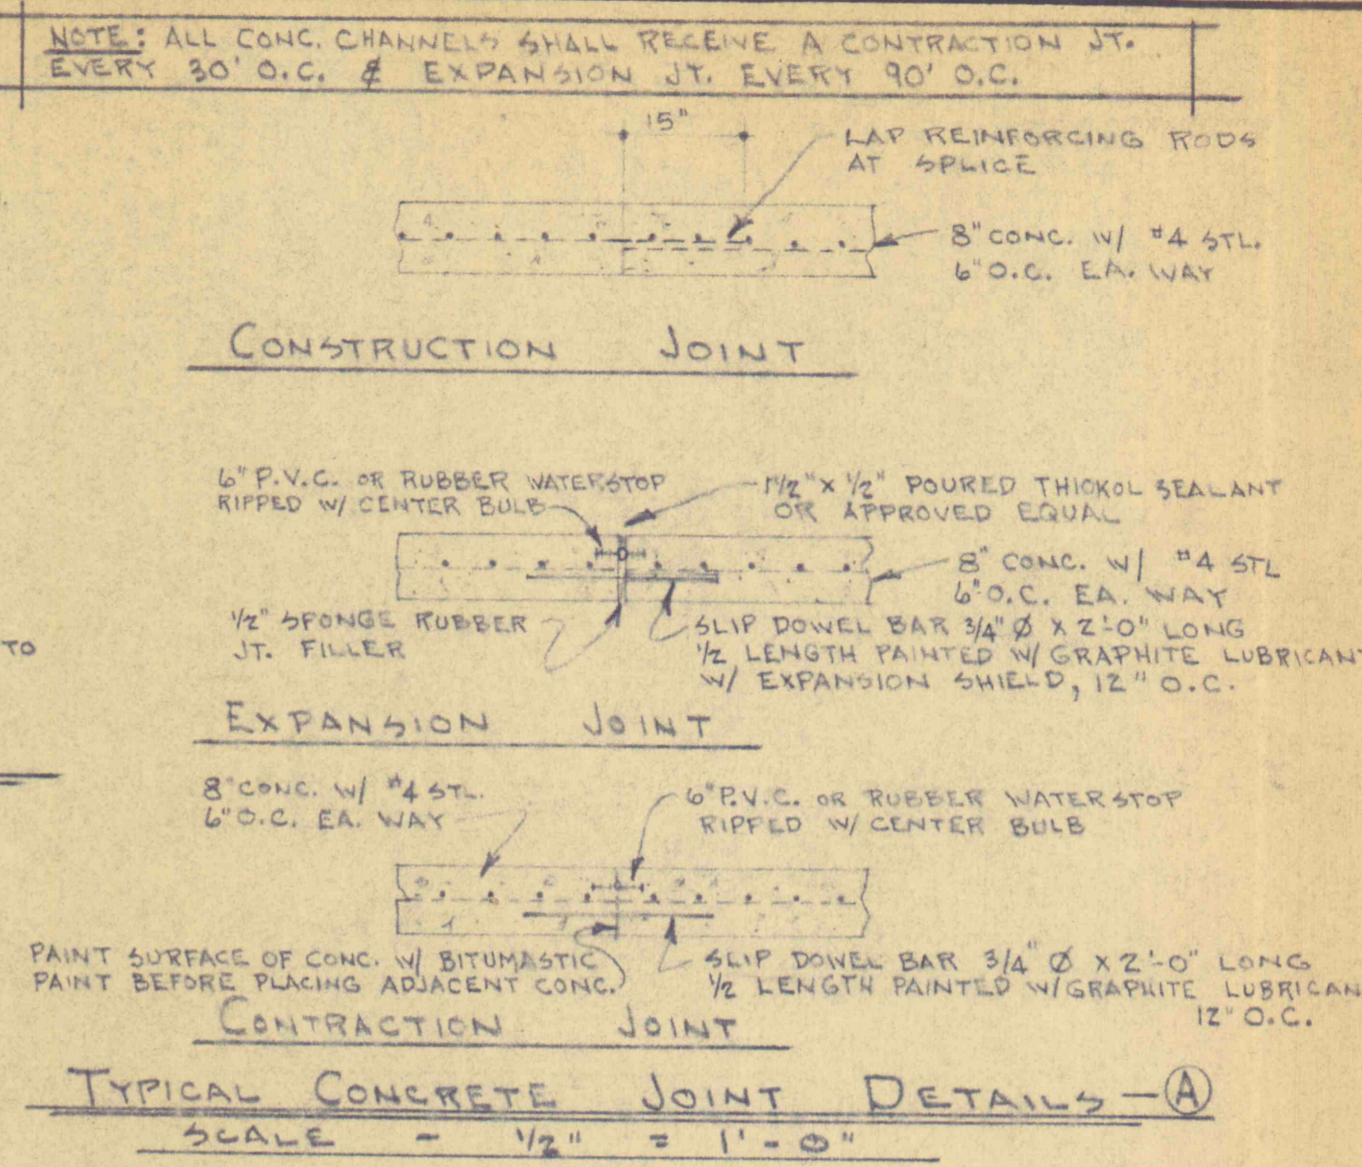 NOTE: ALL CONC. CHANNELS SHALL RECEIVE A CONTRACTION JT.
EVERY 30' O.C. & EXPANSION JT. EVERY 90' O.C.
15"
LAP REINFORCING RODS
AT SPLICE
8" CONC. W/ #4 STL.
6" O.C. EA. WAY
CONSTRUCTION JOINT
6" P.V.C. OR RUBBER WATERSTOP
RIPPED W/ CENTER BULB
1 1/2" X 1/2" POURED THIOKOL SEALANT
OR APPROVED EQUAL
8" CONC. W/ #4 STL
6" O.C. EA. WAY
1/2" SPONGE RUBBER
JT. FILLER
SLIP DOWEL BAR 3/4" Ø X 2'-0" LONG
1/2 LENGTH PAINTED W/ GRAPHITE LUBRICANT
W/ EXPANSION SHIELD, 12" O.C.
TO
EXPANSION JOINT
8" CONC. W/ #4 STL.
6" O.C. EA. WAY
6" P.V.C. OR RUBBER WATERSTOP
RIPPED W/ CENTER BULB
PAINT SURFACE OF CONC. W/ BITUMASTIC
PAINT BEFORE PLACING ADJACENT CONC.
SLIP DOWEL BAR 3/4" Ø X 2'-0" LONG
1/2 LENGTH PAINTED W/ GRAPHITE LUBRICAN
12" O.C.
CONTRACTION JOINT
TYPICAL CONCRETE JOINT DETAILS - A
SCALE - 1/2" = 1'-0"